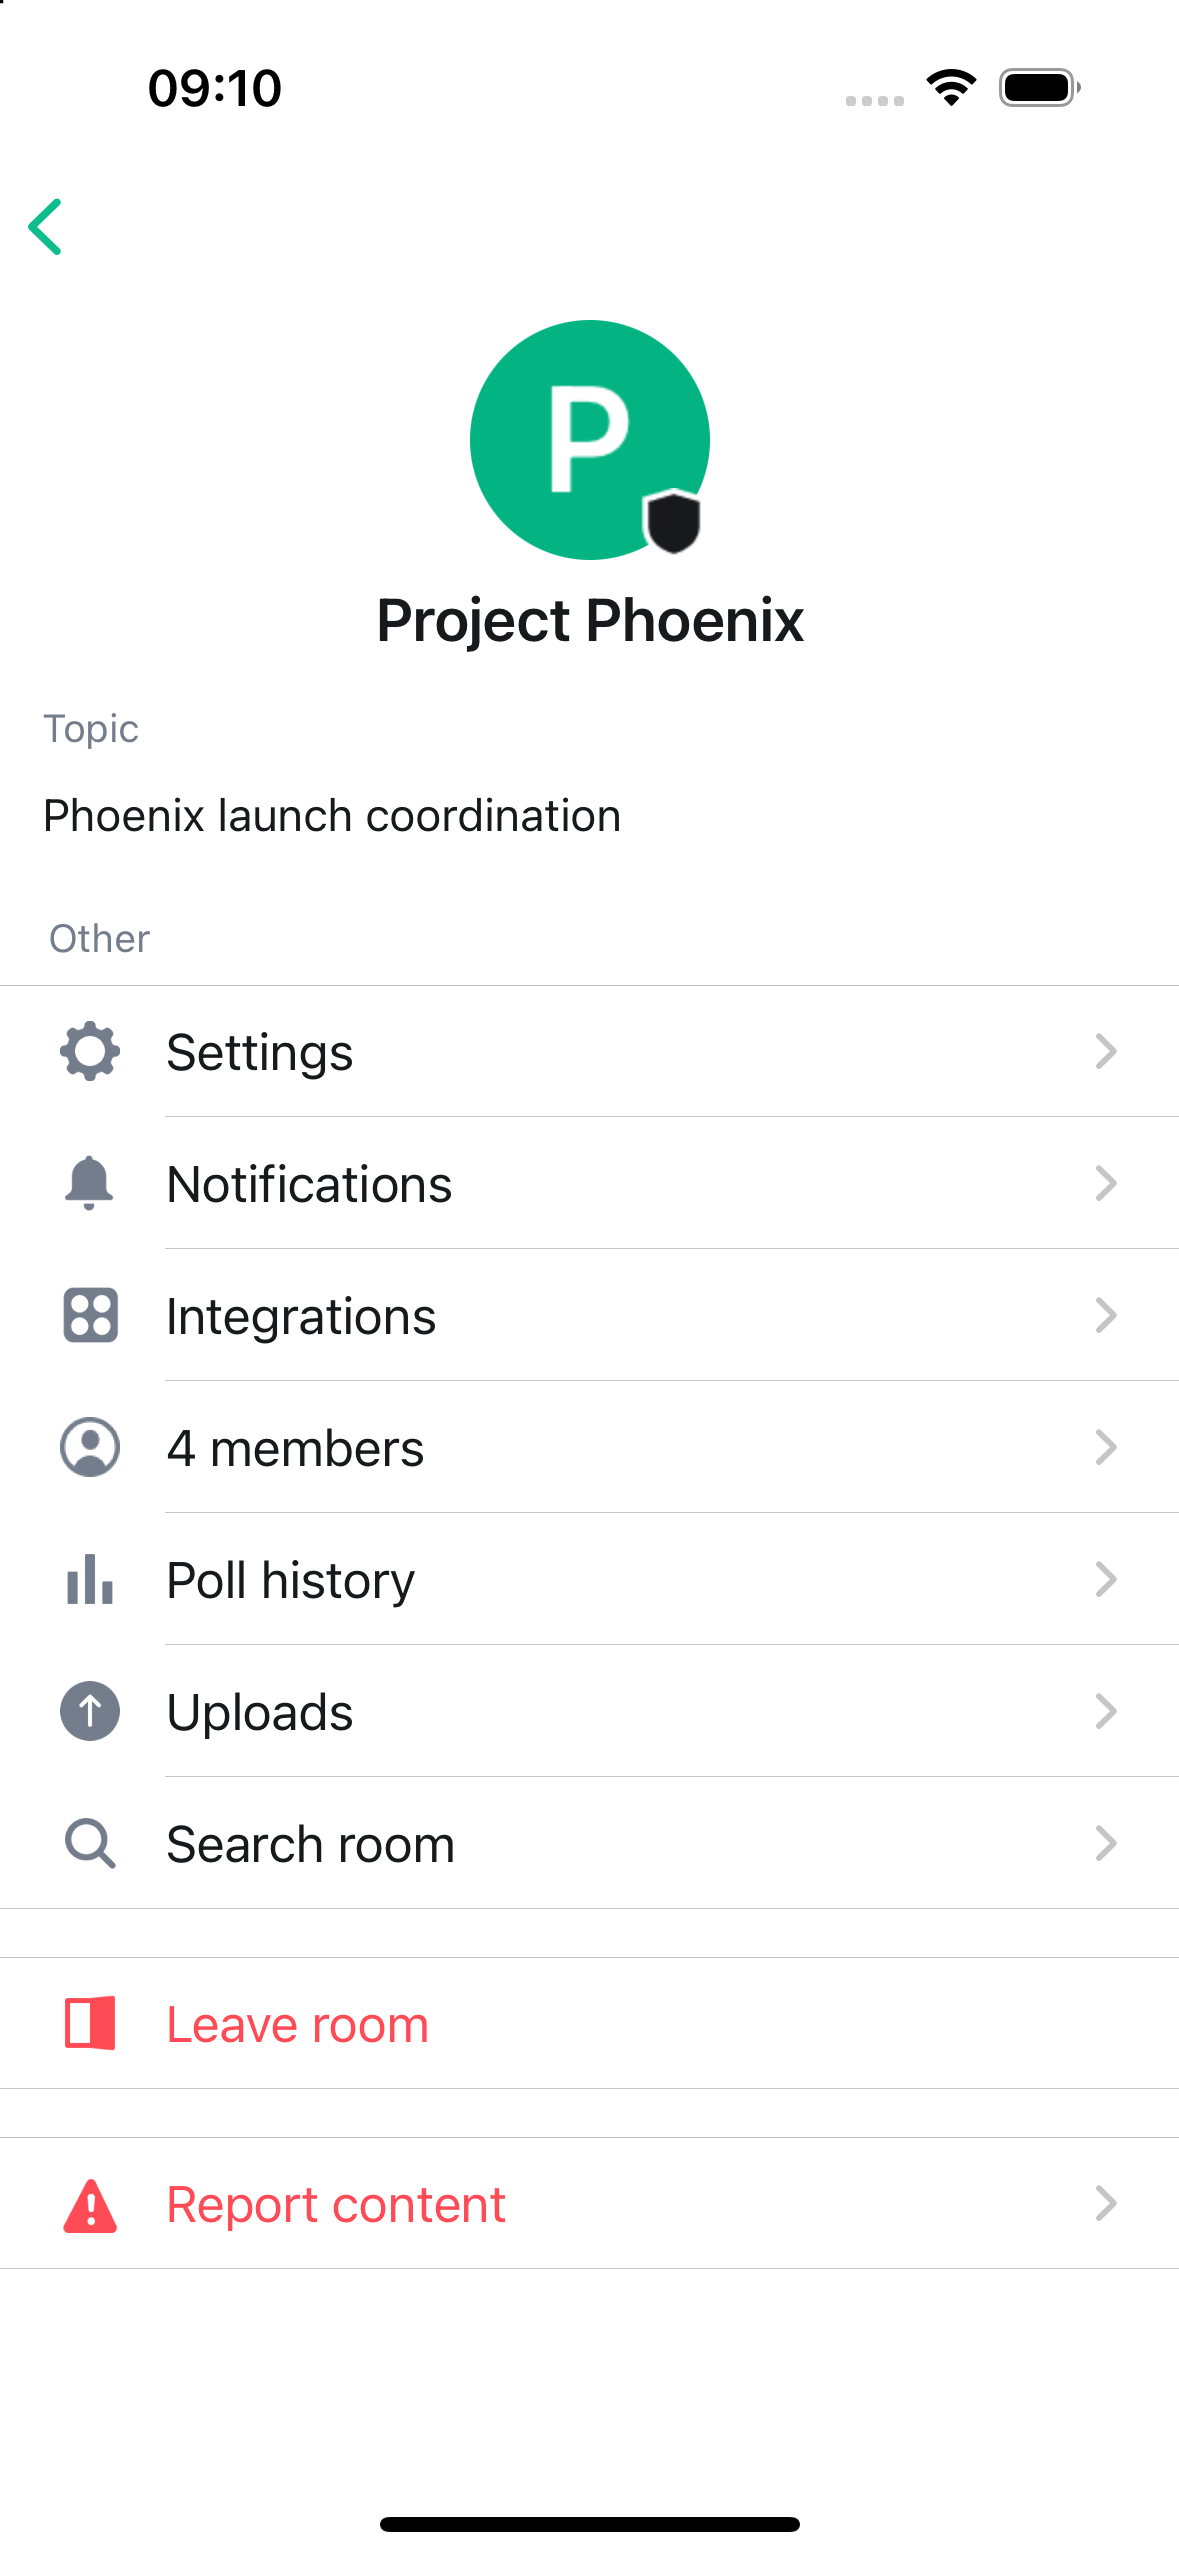 09:10
P
Project Phoenix
Topic
Phoenix launch coordination
Other
Settings
Notifications
Integrations
4 members
Poll history
Uploads
Search room
Leave room
Report content